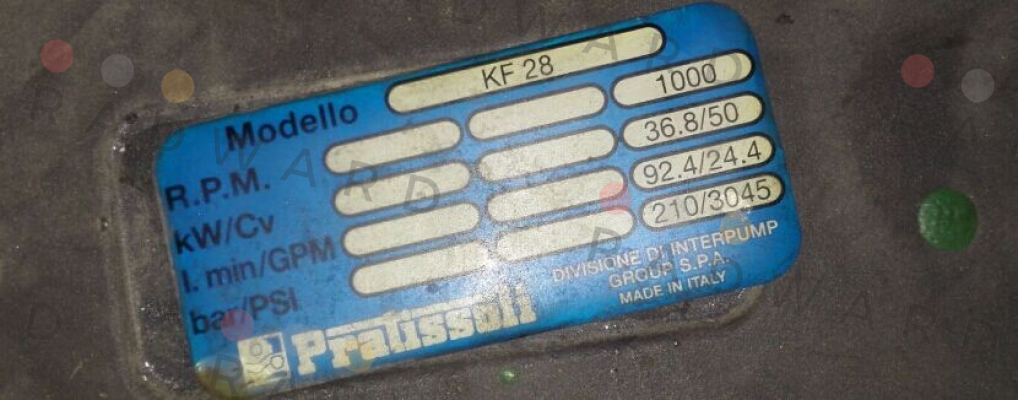 Modello KF 28
R.P.M. 1000
kW/Cv 36.8/50
l. min/GPM 92.4/24.4
bar/PSI 210/3045
Pratissoli
DIVISIONE DI INTERPUMP
GROUP S.P.A.
MADE IN ITALY